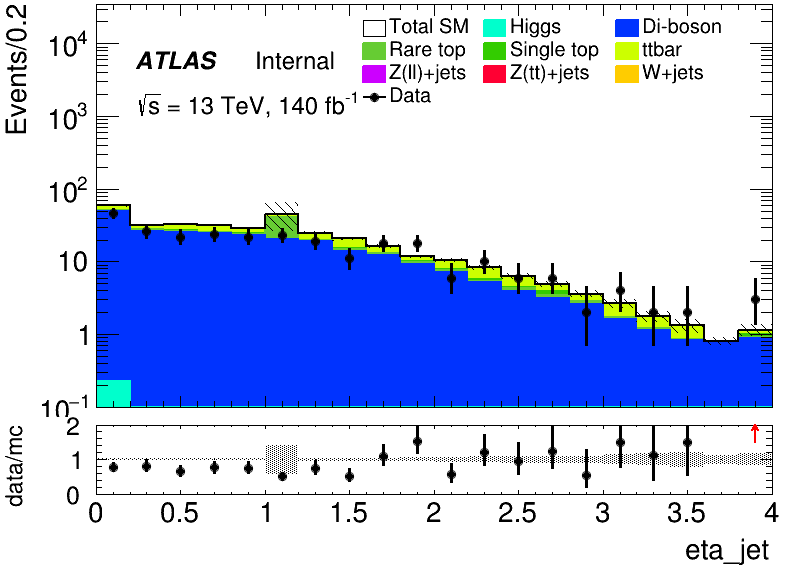 Events/0.2
10⁴
10³
10²
10
1
10⁻¹
ATLAS Internal
√s = 13 TeV, 140 fb⁻¹
Total SM Higgs Di-boson
Rare top Single top ttbar
Z(ll)+jets Z(tt)+jets W+jets
Data
data/mc
2
1
0
0 0.5 1 1.5 2 2.5 3 3.5 4
eta_jet